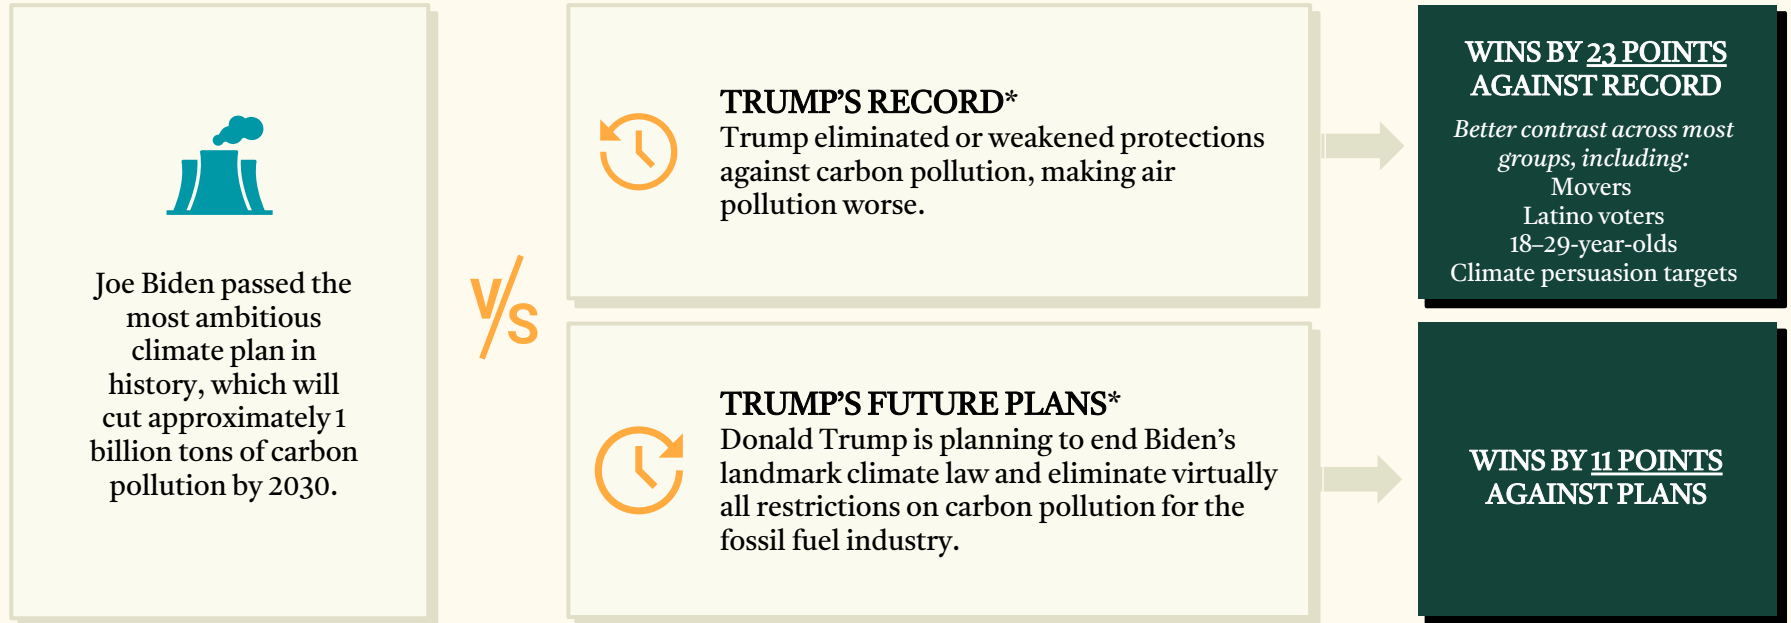 Joe Biden passed the
most ambitious
climate plan in
history, which will
cut approximately 1
billion tons of carbon
pollution by 2030.
V/S
TRUMP’S RECORD*
Trump eliminated or weakened protections
against carbon pollution, making air
pollution worse.
WINS BY 23 POINTS
AGAINST RECORD
Better contrast across most
groups, including:
Movers
Latino voters
18–29-year-olds
Climate persuasion targets
TRUMP’S FUTURE PLANS*
Donald Trump is planning to end Biden’s
landmark climate law and eliminate virtually
all restrictions on carbon pollution for the
fossil fuel industry.
WINS BY 11 POINTS
AGAINST PLANS